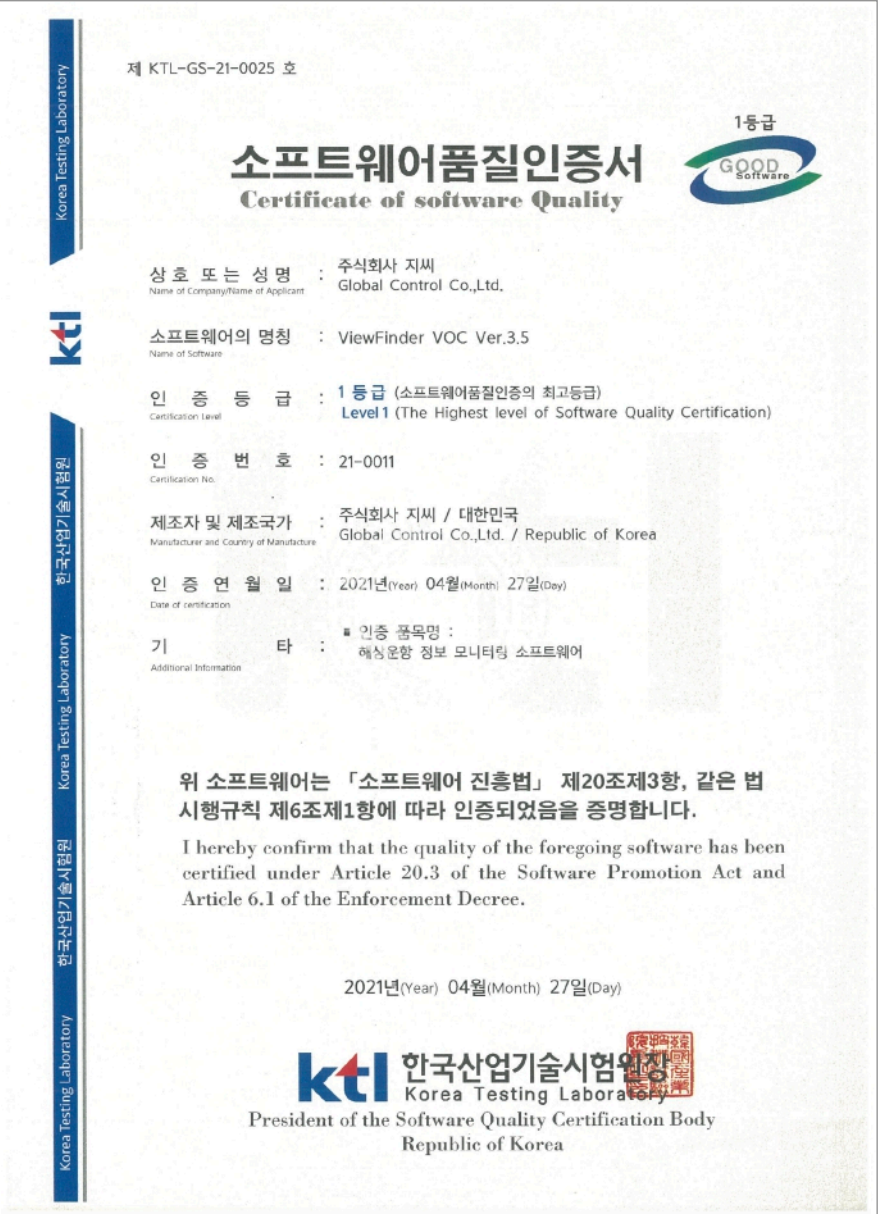 제 KTL-GS-21-0025 호
1등급
GOOD
Software
소프트웨어품질인증서
Certificate of software Quality
상호 또는 성명 : 주식회사 지씨
Name of Company/Name of Applicant Global Control Co.,Ltd.
소프트웨어의 명칭 : ViewFinder VOC Ver.3.5
Name of Software
인증등급 : 1 등급 (소프트웨어품질인증의 최고등급)
Certification Level Level 1 (The Highest level of Software Quality Certification)
인증번호 : 21-0011
Certification No.
제조자 및 제조국가 : 주식회사 지씨 / 대한민국
Manufacturer and Country of Manufacture Global Control Co.,Ltd. / Republic of Korea
인증연월일 : 2021년(Year) 04월(Month) 27일(Day)
Date of certification
기타 : ■ 인증 품목명 :
Additional Information 해상운항 정보 모니터링 소프트웨어
위 소프트웨어는 「소프트웨어 진흥법」 제20조제3항, 같은 법
시행규칙 제6조제1항에 따라 인증되었음을 증명합니다.
I hereby confirm that the quality of the foregoing software has been
certified under Article 20.3 of the Software Promotion Act and
Article 6.1 of the Enforcement Decree.
2021년(Year) 04월(Month) 27일(Day)
ktl 한국산업기술시험원장
Korea Testing Laboratory
President of the Software Quality Certification Body
Republic of Korea
Korea Testing Laboratory
ktl
한국산업기술시험원
Korea Testing Laboratory
한국산업기술시험원
Korea Testing Laboratory